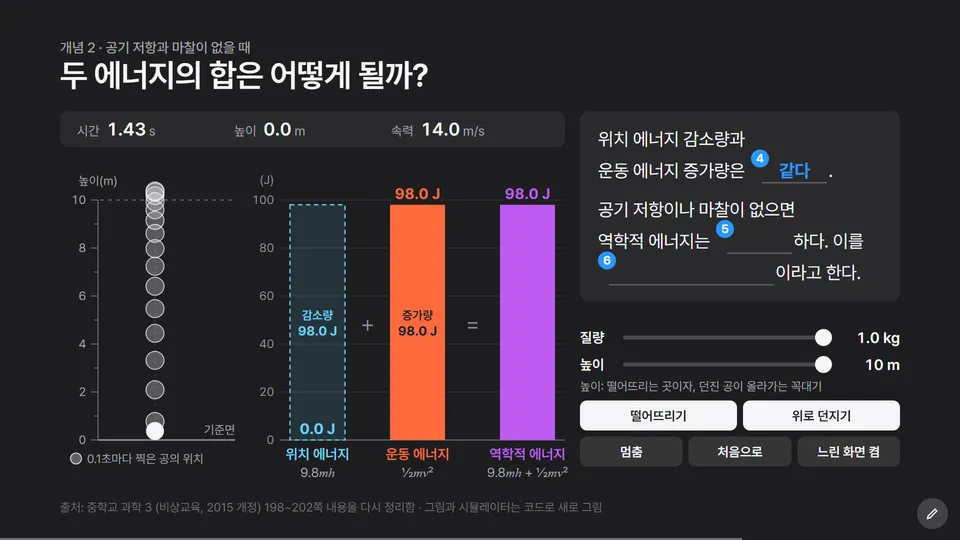 개념 2 · 공기 저항과 마찰이 없을 때
두 에너지의 합은 어떻게 될까?
시간 1.43 s 높이 0.0 m 속력 14.0 m/s
높이(m)
10
8
6
4
2
0
기준면
0.1초마다 찍은 공의 위치
(J)
100
80
60
40
20
0
감소량
98.0 J
0.0 J
+
98.0 J
증가량
98.0 J
=
98.0 J
위치 에너지 운동 에너지 역학적 에너지
9.8mh ½mv² 9.8mh + ½mv²
위치 에너지 감소량과
운동 에너지 증가량은 4 같다 .
공기 저항이나 마찰이 없으면
역학적 에너지는 5 하다. 이를
6 이라고 한다.
질량 1.0 kg
높이 10 m
높이: 떨어뜨리는 곳이자, 던진 공이 올라가는 꼭대기
떨어뜨리기 위로 던지기
멈춤 처음으로 느린 화면 켬
출처: 중학교 과학 3 (비상교육, 2015 개정) 198~202쪽 내용을 다시 정리함 · 그림과 시뮬레이터는 코드로 새로 그림